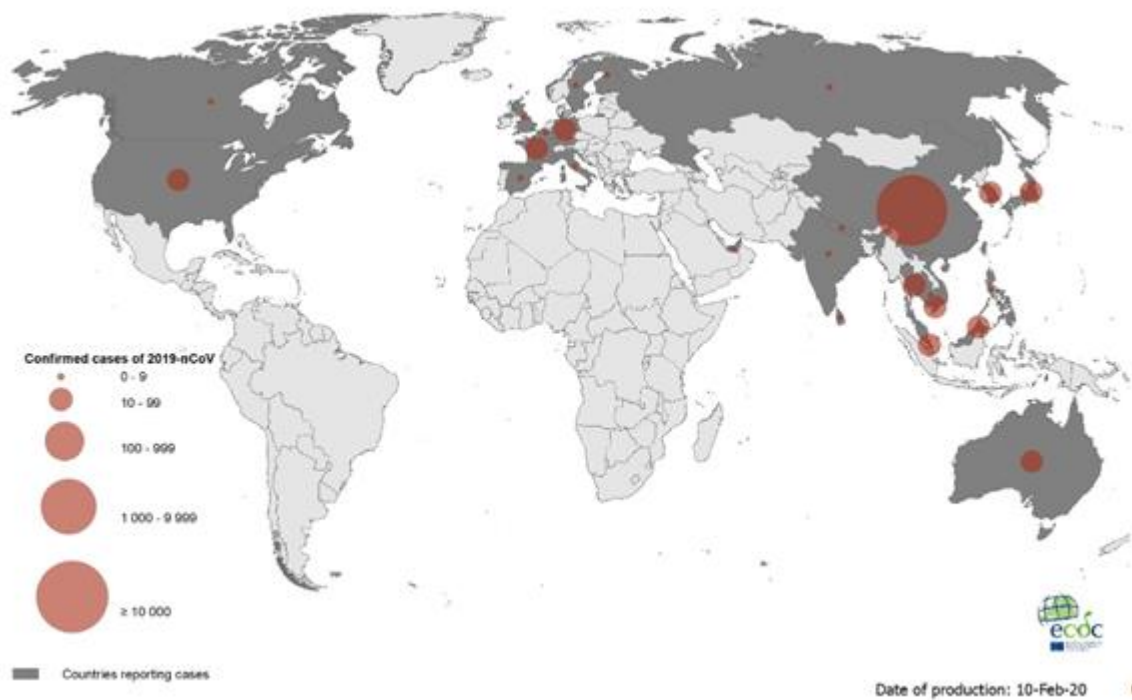 Confirmed cases of 2019-nCoV
0 - 9
10 - 99
100 - 999
1 000 - 9 999
≥ 10 000
Countries reporting cases
ecdc
Date of production: 10-Feb-20